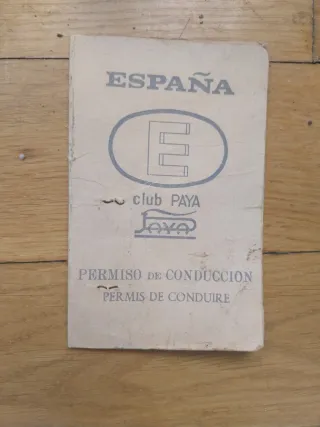 ESPAÑA
E
club PAYA
Paya
PERMISO DE CONDUCCION
PERMIS DE CONDUIRE